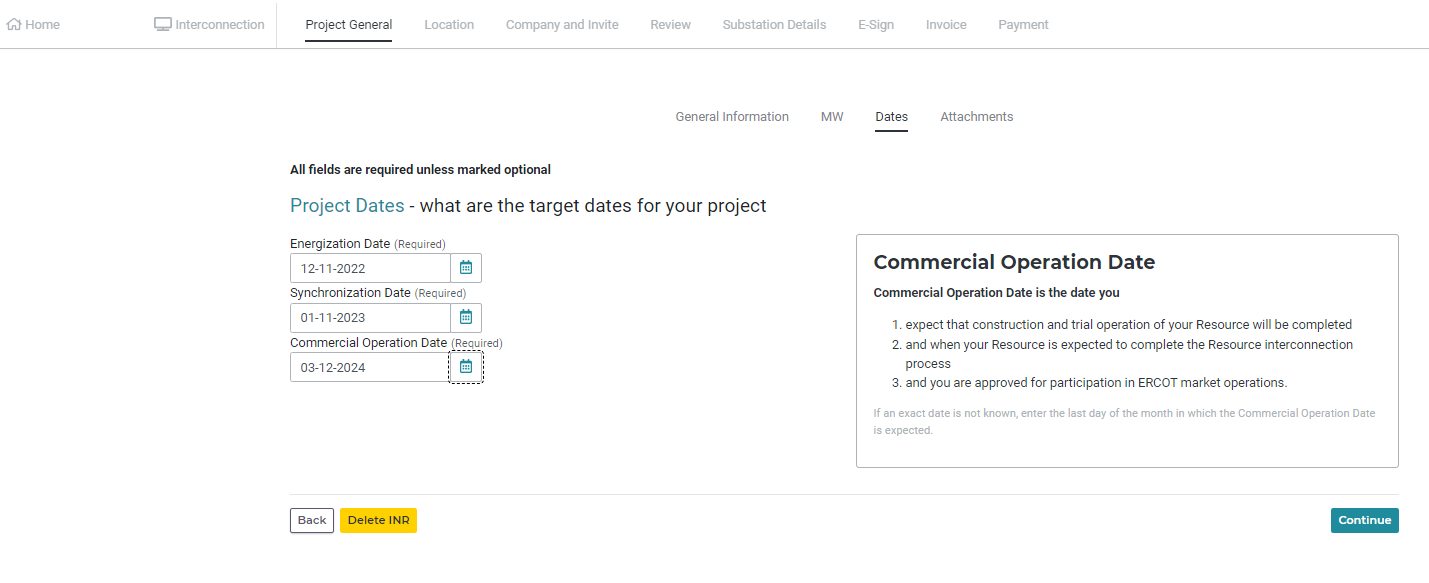 Home Interconnection Project General Location Company and Invite Review Substation Details E-Sign Invoice Payment
General Information MW Dates Attachments
All fields are required unless marked optional
Project Dates - what are the target dates for your project
Energization Date (Required)
12-11-2022
Synchronization Date (Required)
01-11-2023
Commercial Operation Date (Required)
03-12-2024
Commercial Operation Date
Commercial Operation Date is the date you
1. expect that construction and trial operation of your Resource will be completed
2. and when your Resource is expected to complete the Resource interconnection
process
3. and you are approved for participation in ERCOT market operations.
If an exact date is not known, enter the last day of the month in which the Commercial Operation Date
is expected.
Back Delete INR Continue